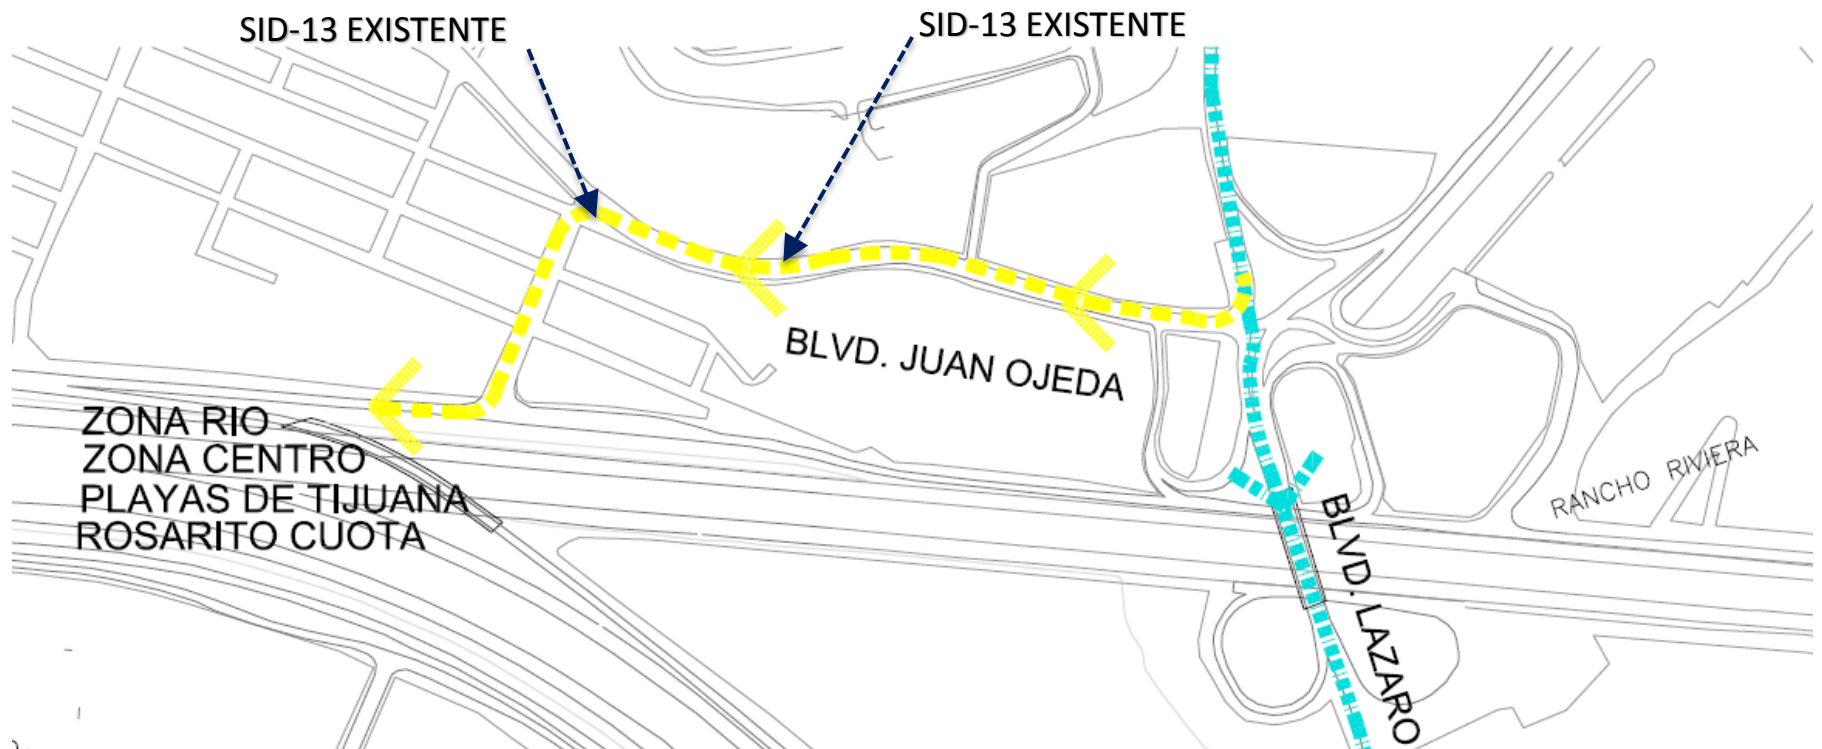 SID-13 EXISTENTE
SID-13 EXISTENTE
BLVD. JUAN OJEDA
ZONA RIO
ZONA CENTRO
PLAYAS DE TIJUANA
ROSARITO CUOTA
RANCHO RIVIERA
BLVD. LAZARO